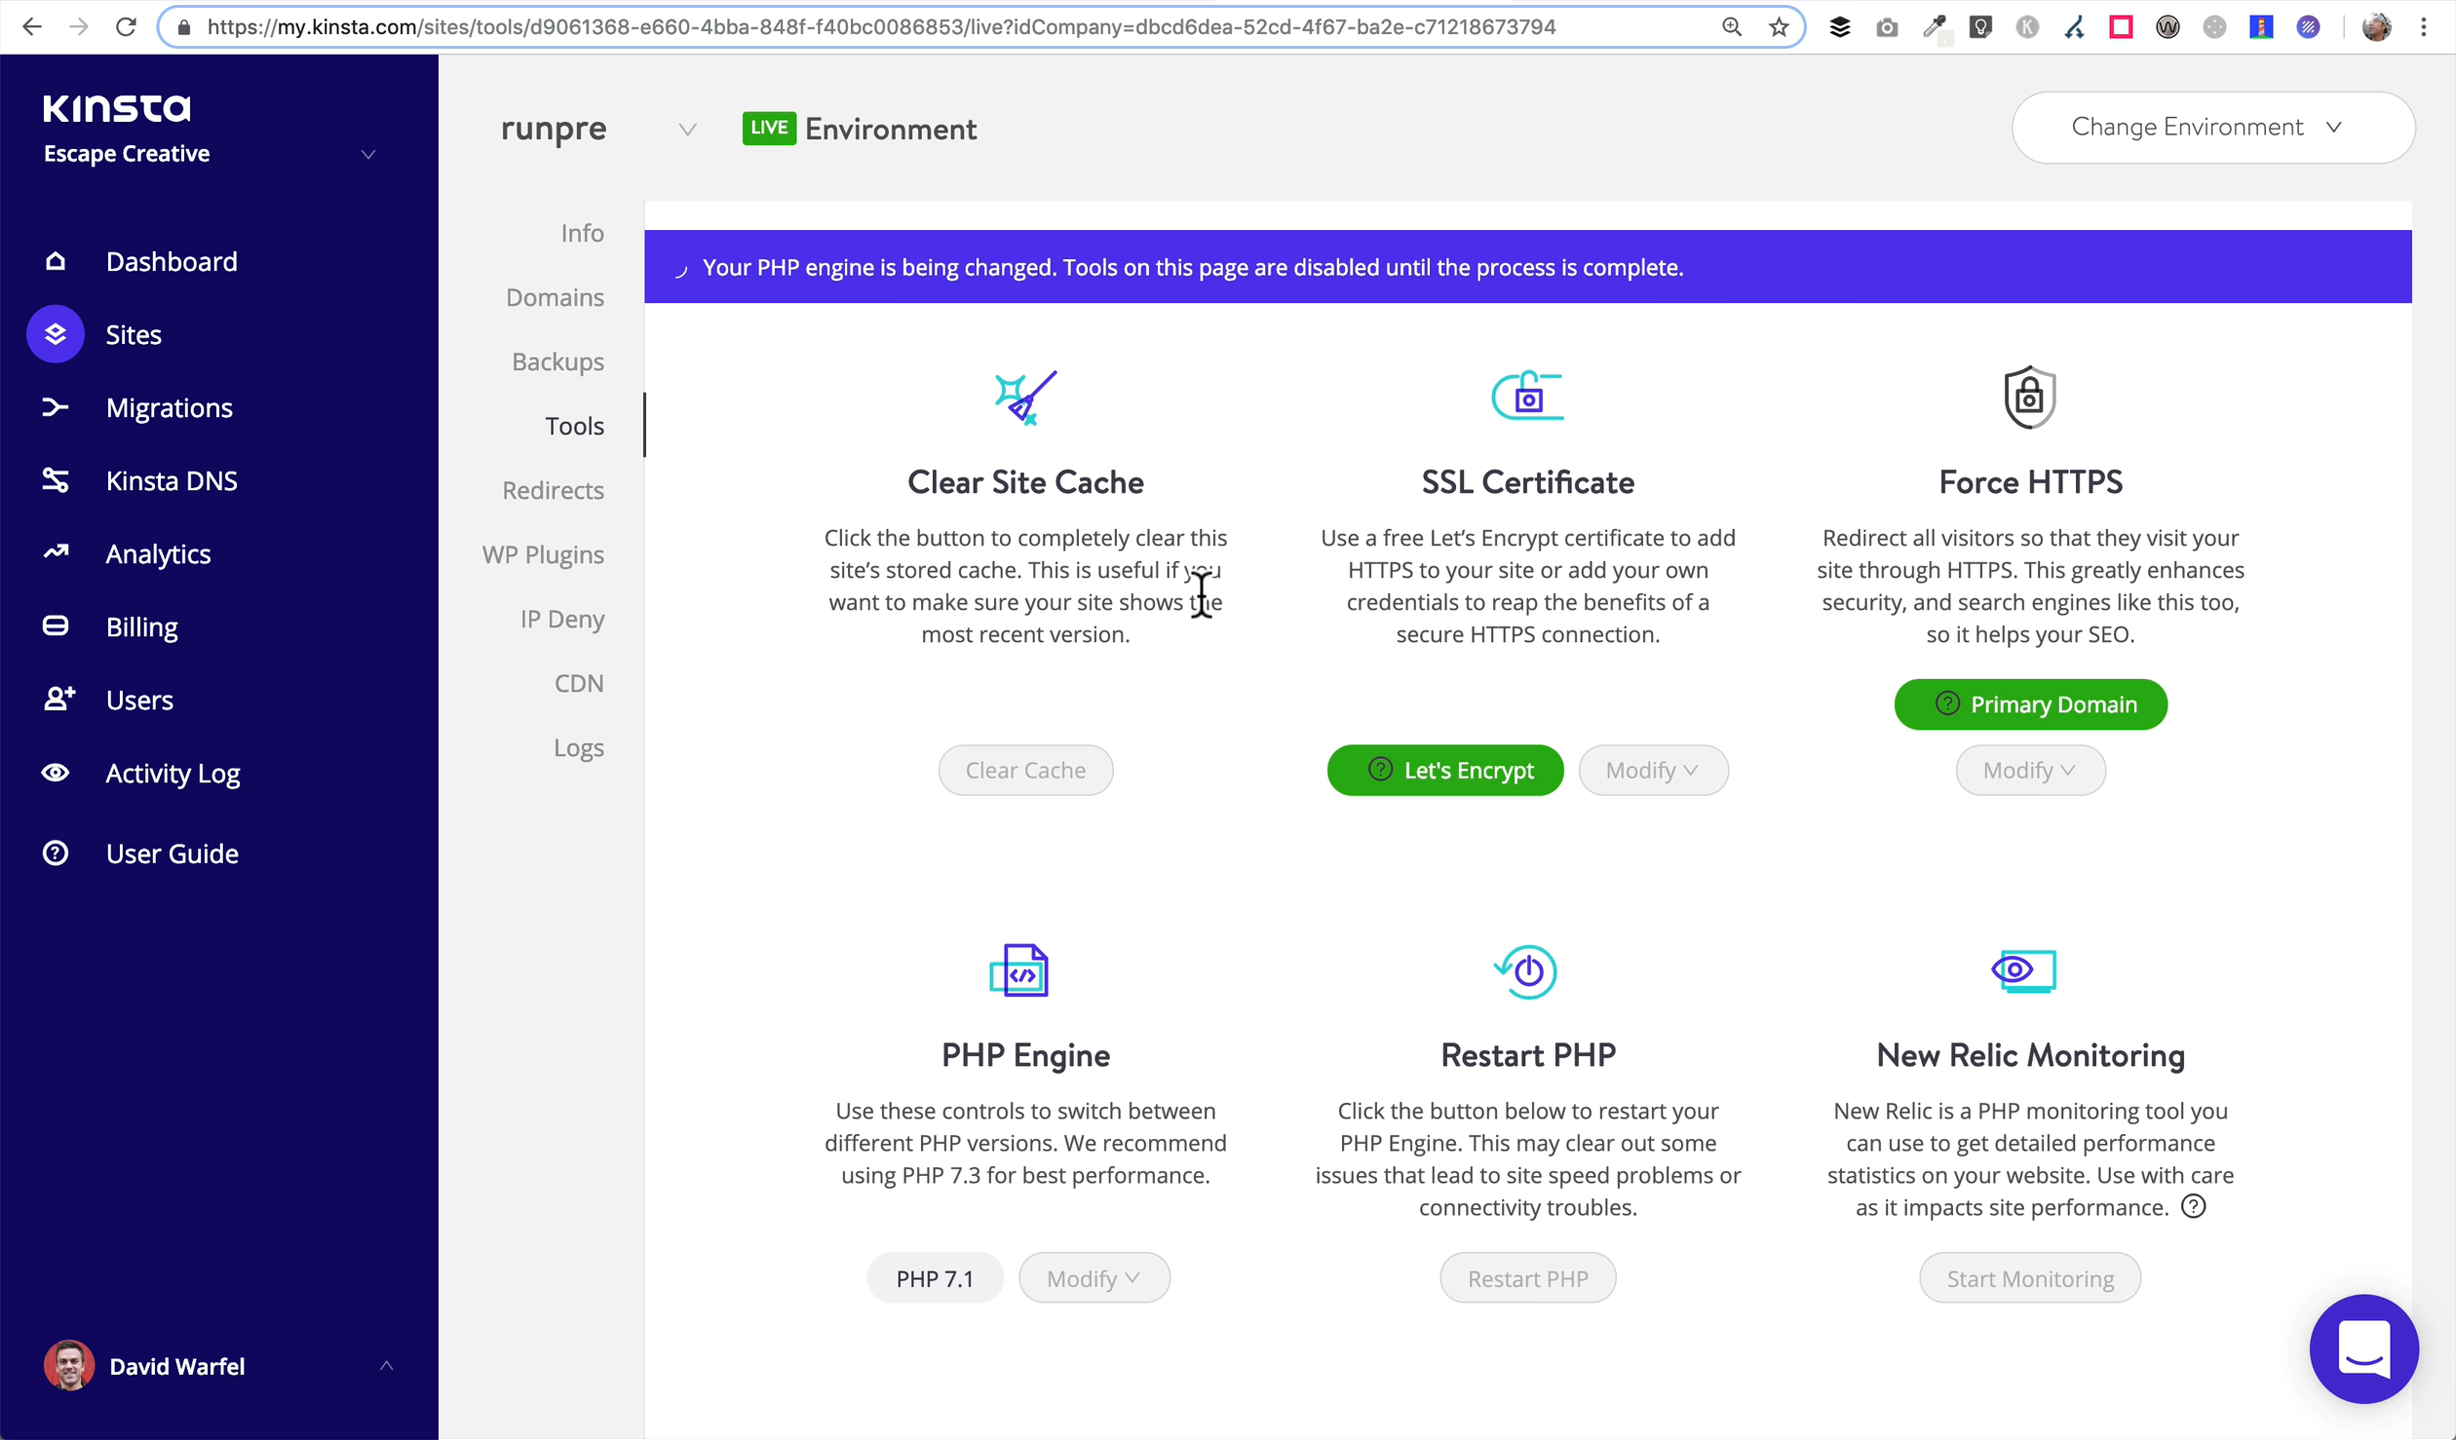 https://my.kinsta.com/sites/tools/d9061368-e660-4bba-848f-f40bc0086853/live?idCompany=dbcd6dea-52cd-4f67-ba2e-c71218673794
Kinsta
Escape Creative
Dashboard
Sites
Migrations
Kinsta DNS
Analytics
Billing
Users
Activity Log
User Guide
David Warfel
runpre
LIVE Environment
Change Environment
Info
Domains
Backups
Tools
Redirects
WP Plugins
IP Deny
CDN
Logs
Your PHP engine is being changed. Tools on this page are disabled until the process is complete.
Clear Site Cache
Click the button to completely clear this
site's stored cache. This is useful if you
want to make sure your site shows the
most recent version.
Clear Cache
SSL Certificate
Use a free Let's Encrypt certificate to add
HTTPS to your site or add your own
credentials to reap the benefits of a
secure HTTPS connection.
Let's Encrypt
Modify
Force HTTPS
Redirect all visitors so that they visit your
site through HTTPS. This greatly enhances
security, and search engines like this too,
so it helps your SEO.
Primary Domain
Modify
PHP Engine
Use these controls to switch between
different PHP versions. We recommend
using PHP 7.3 for best performance.
PHP 7.1
Modify
Restart PHP
Click the button below to restart your
PHP Engine. This may clear out some
issues that lead to site speed problems or
connectivity troubles.
Restart PHP
New Relic Monitoring
New Relic is a PHP monitoring tool you
can use to get detailed performance
statistics on your website. Use with care
as it impacts site performance.
Start Monitoring